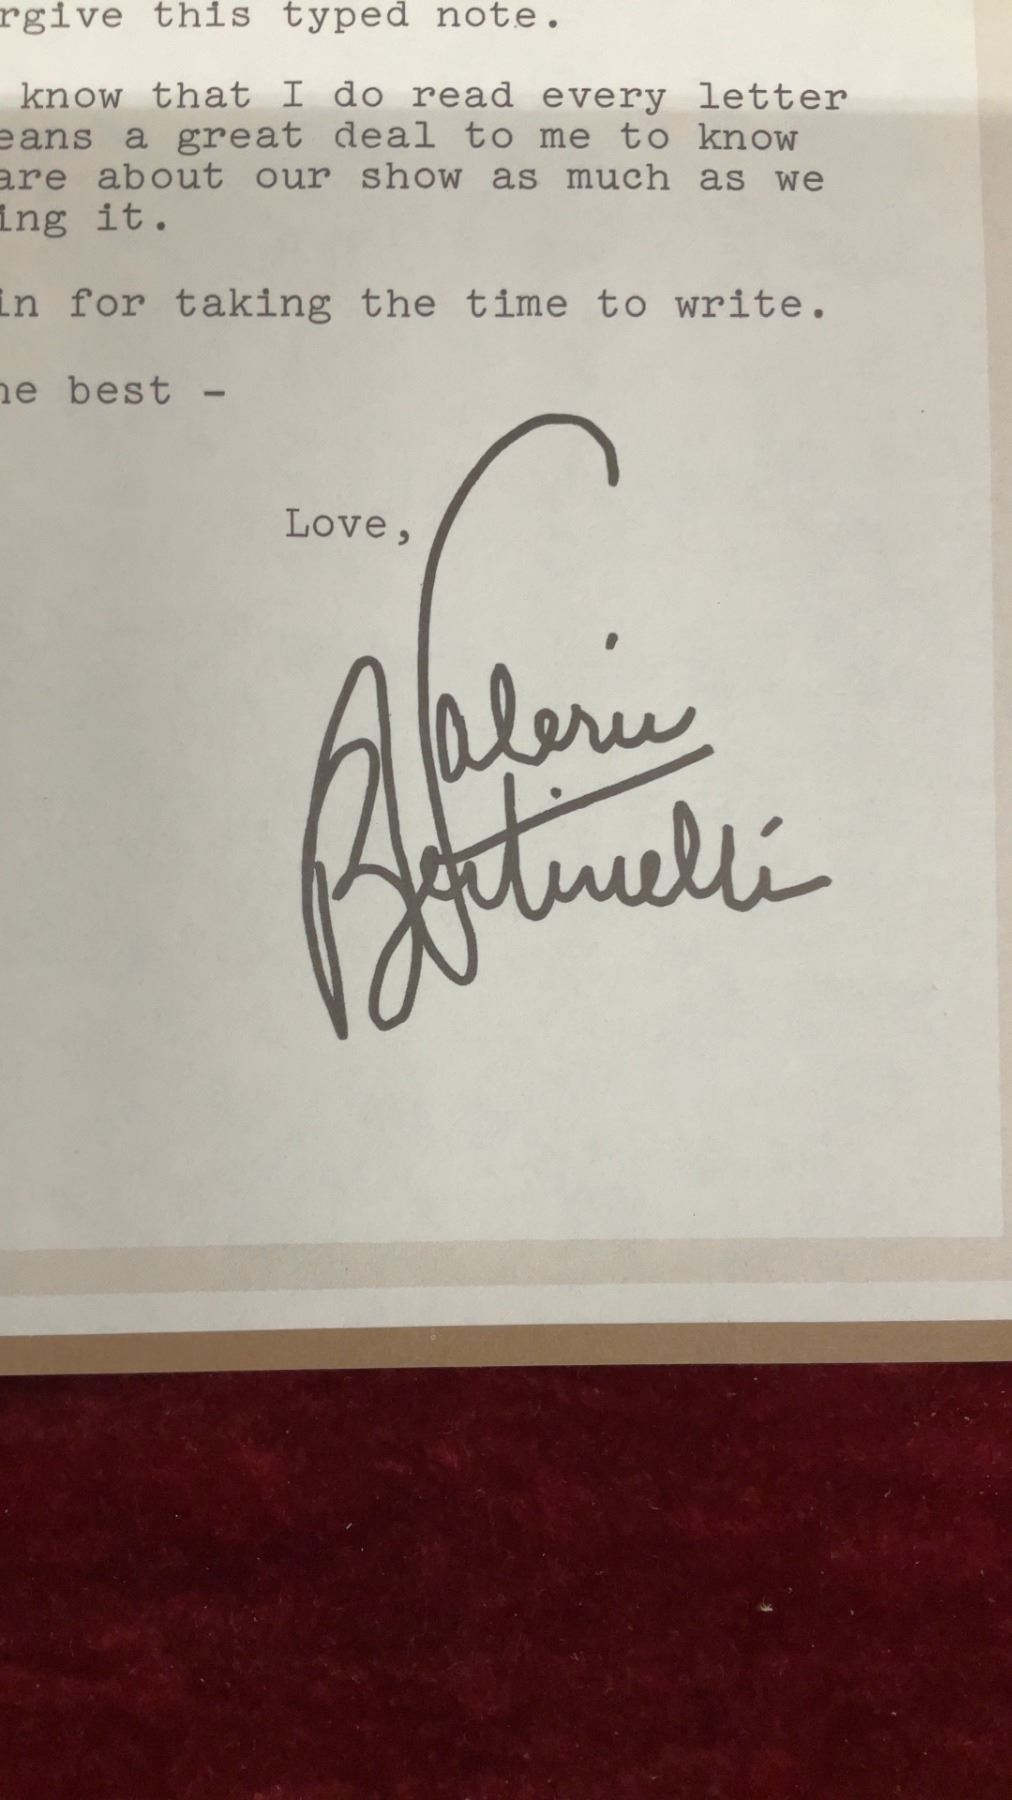 rgive this typed note.
know that I do read every letter
eans a great deal to me to know
are about our show as much as we
ing it.
in for taking the time to write.
he best -
Love,
Valerie
Bertinelli